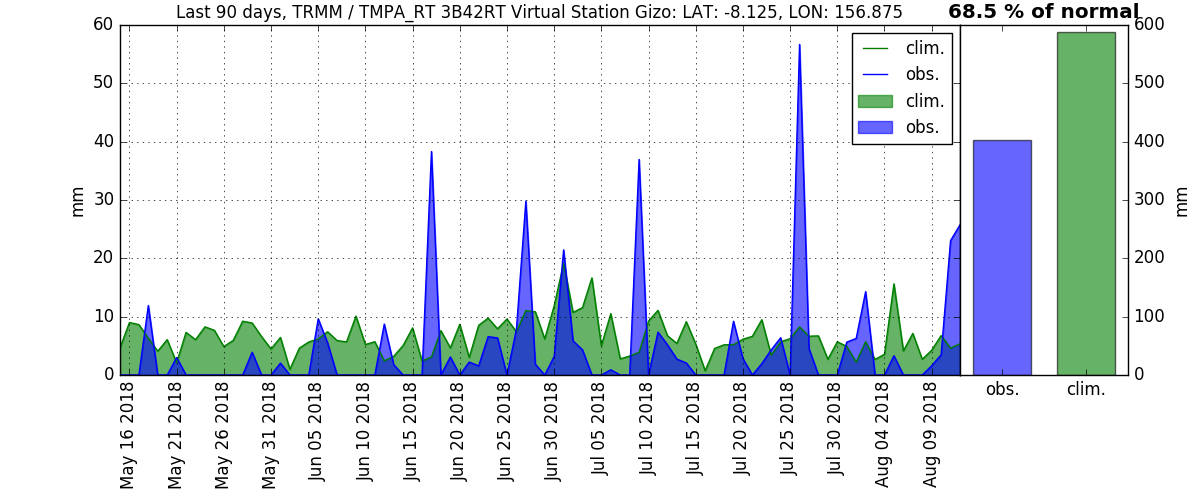 Last 90 days, TRMM / TMPA_RT 3B42RT Virtual Station Gizo: LAT: -8.125, LON: 156.875
68.5 % of normal
60
50
40
30
20
10
0
mm
clim.
obs.
clim.
obs.
600
500
400
300
200
100
0
mm
obs.
clim.
May 16 2018
May 21 2018
May 26 2018
May 31 2018
Jun 05 2018
Jun 10 2018
Jun 15 2018
Jun 20 2018
Jun 25 2018
Jun 30 2018
Jul 05 2018
Jul 10 2018
Jul 15 2018
Jul 20 2018
Jul 25 2018
Jul 30 2018
Aug 04 2018
Aug 09 2018